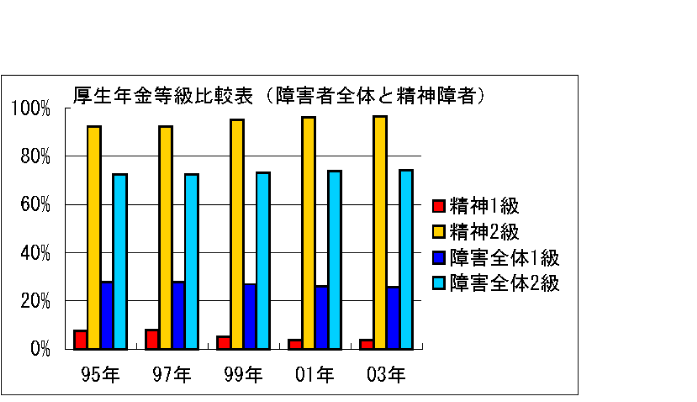 厚生年金等級比較表（障害者全体と精神障者）
100%
80%
60%
40%
20%
0%
95年 97年 99年 01年 03年
精神1級
精神2級
障害全体1級
障害全体2級